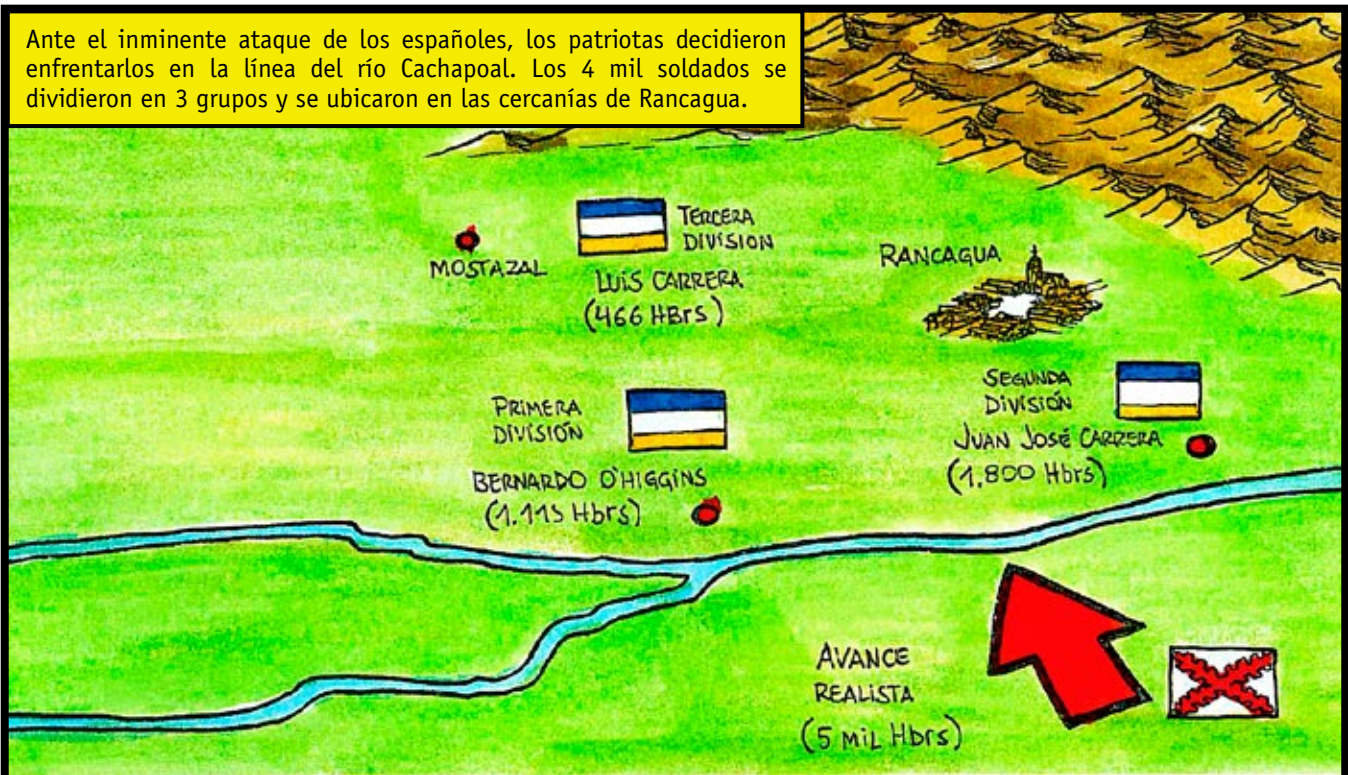 Ante el inminente ataque de los españoles, los patriotas decidieron
enfrentarlos en la línea del río Cachapoal. Los 4 mil soldados se
dividieron en 3 grupos y se ubicaron en las cercanías de Rancagua.
MOSTAZAL
TERCERA
DIVISION
LUIS CARRERA
(466 HBrs)
RANCAGUA
PRIMERA
DIVISIÓN
BERNARDO O'HIGGINS
(1.115 Hbrs)
SEGUNDA
DIVISIÓN
JUAN JOSÉ CARRERA
(1,800 Hbrs)
AVANCE
REALISTA
(5 MIL Hbrs)